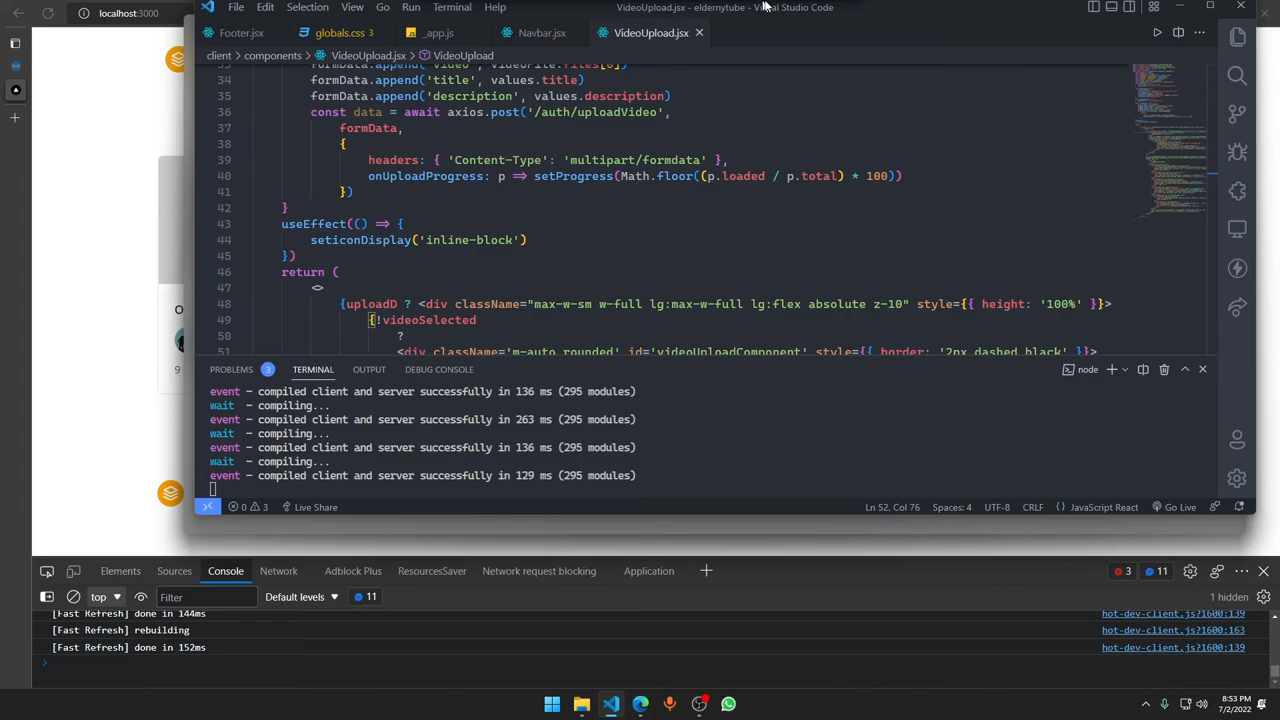 File Edit Selection View Go Run Terminal Help VideoUpload.jsx - eldernytube - Visual Studio Code
localhost:3000
Footer.jsx globals.css 3 _app.js Navbar.jsx VideoUpload.jsx
client > components > VideoUpload.jsx > VideoUpload
33 formData.append('video', videoFile.files[0])
34 formData.append('title', values.title)
35 formData.append('description', values.description)
36 const data = await axios.post('/auth/uploadVideo',
37 formData,
38 {
39 headers: { 'Content-Type': 'multipart/formdata' },
40 onUploadProgress: p => setProgress(Math.floor((p.loaded / p.total) * 100))
41 })
42 }
43 useEffect(() => {
44 seticonDisplay('inline-block')
45 })
46 return (
47 <>
48 {uploadD ? <div className="max-w-sm w-full lg:max-w-full lg:flex absolute z-10" style={{ height: '100%' }}>
49 {!videoSelected
50 ?
51 <div className='m-auto rounded' id='videoUploadComponent' style={{ border: '2px dashed black' }}>
O
9
PROBLEMS 3 TERMINAL OUTPUT DEBUG CONSOLE node
event - compiled client and server successfully in 136 ms (295 modules)
wait - compiling...
event - compiled client and server successfully in 263 ms (295 modules)
wait - compiling...
event - compiled client and server successfully in 136 ms (295 modules)
wait - compiling...
event - compiled client and server successfully in 129 ms (295 modules)
0 3 Live Share Ln 52, Col 76 Spaces: 4 UTF-8 CRLF JavaScript React Go Live
Elements Sources Console Network Adblock Plus ResourcesSaver Network request blocking Application 3 11
top Filter Default levels 11 1 hidden
[Fast Refresh] done in 144ms hot-dev-client.js?1600:139
[Fast Refresh] rebuilding hot-dev-client.js?1600:163
[Fast Refresh] done in 152ms hot-dev-client.js?1600:139
8:53 PM
7/2/2022